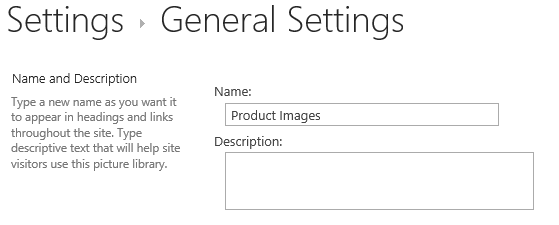 Settings ▸ General Settings
Name and Description
Type a new name as you want it
to appear in headings and links
throughout the site. Type
descriptive text that will help site
visitors use this picture library.
Name:
Product Images
Description: